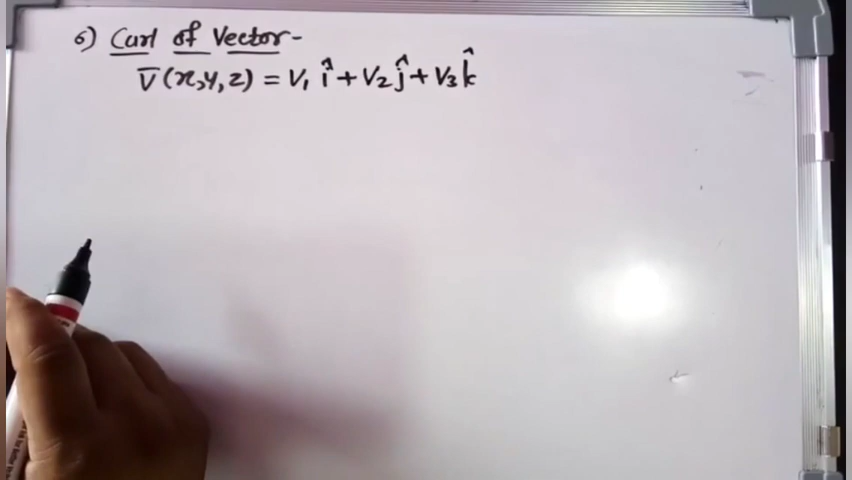 6) Curl of Vector-
V̅(x,y,z) = V₁ î + V₂ ĵ + V₃ k̂